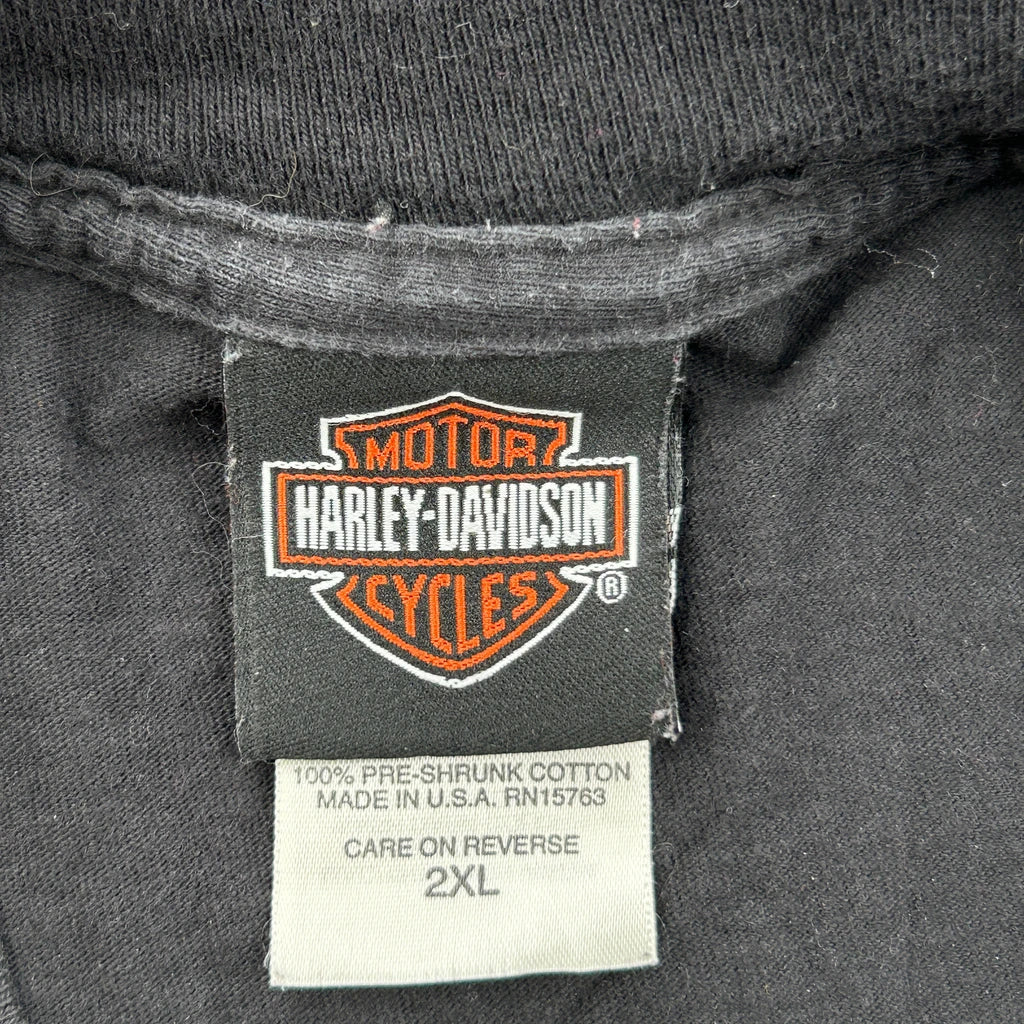 MOTOR
HARLEY-DAVIDSON
CYCLES
®
100% PRE-SHRUNK COTTON
MADE IN U.S.A. RN15763
CARE ON REVERSE
2XL